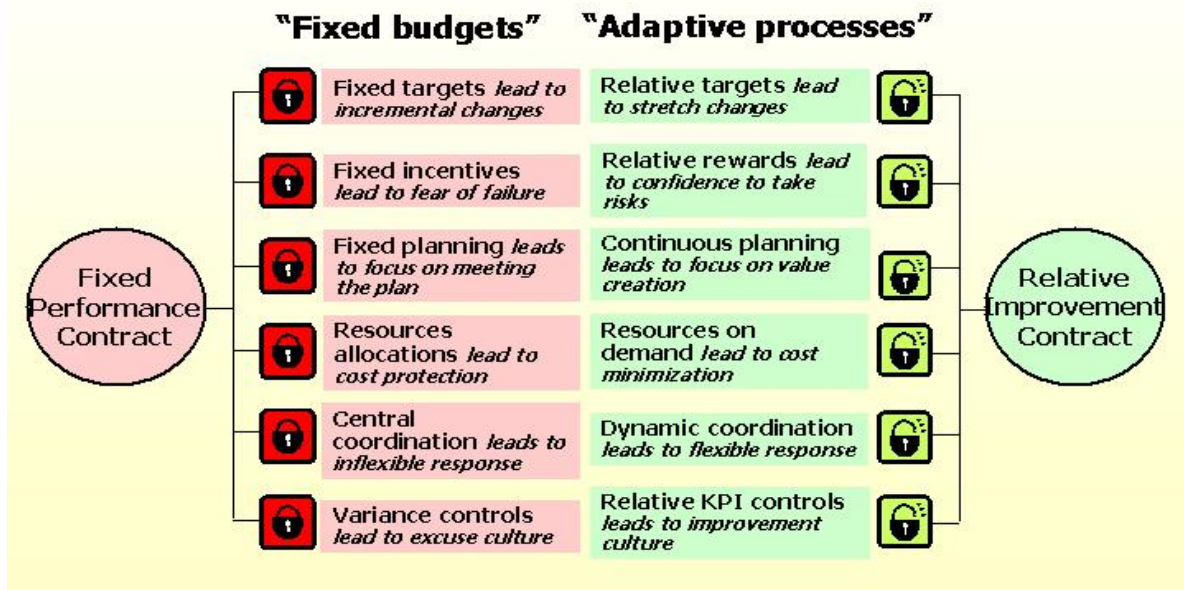 “Fixed budgets”
“Adaptive processes”
Fixed Performance Contract
Fixed targets lead to
incremental changes
Fixed incentives
lead to fear of failure
Fixed planning leads
to focus on meeting
the plan
Resources
allocations lead to
cost protection
Central
coordination leads to
inflexible response
Variance controls
lead to excuse culture
Relative targets lead
to stretch changes
Relative rewards lead
to confidence to take
risks
Continuous planning
leads to focus on value
creation
Resources on
demand lead to cost
minimization
Dynamic coordination
leads to flexible response
Relative KPI controls
leads to improvement
culture
Relative
Improvement
Contract